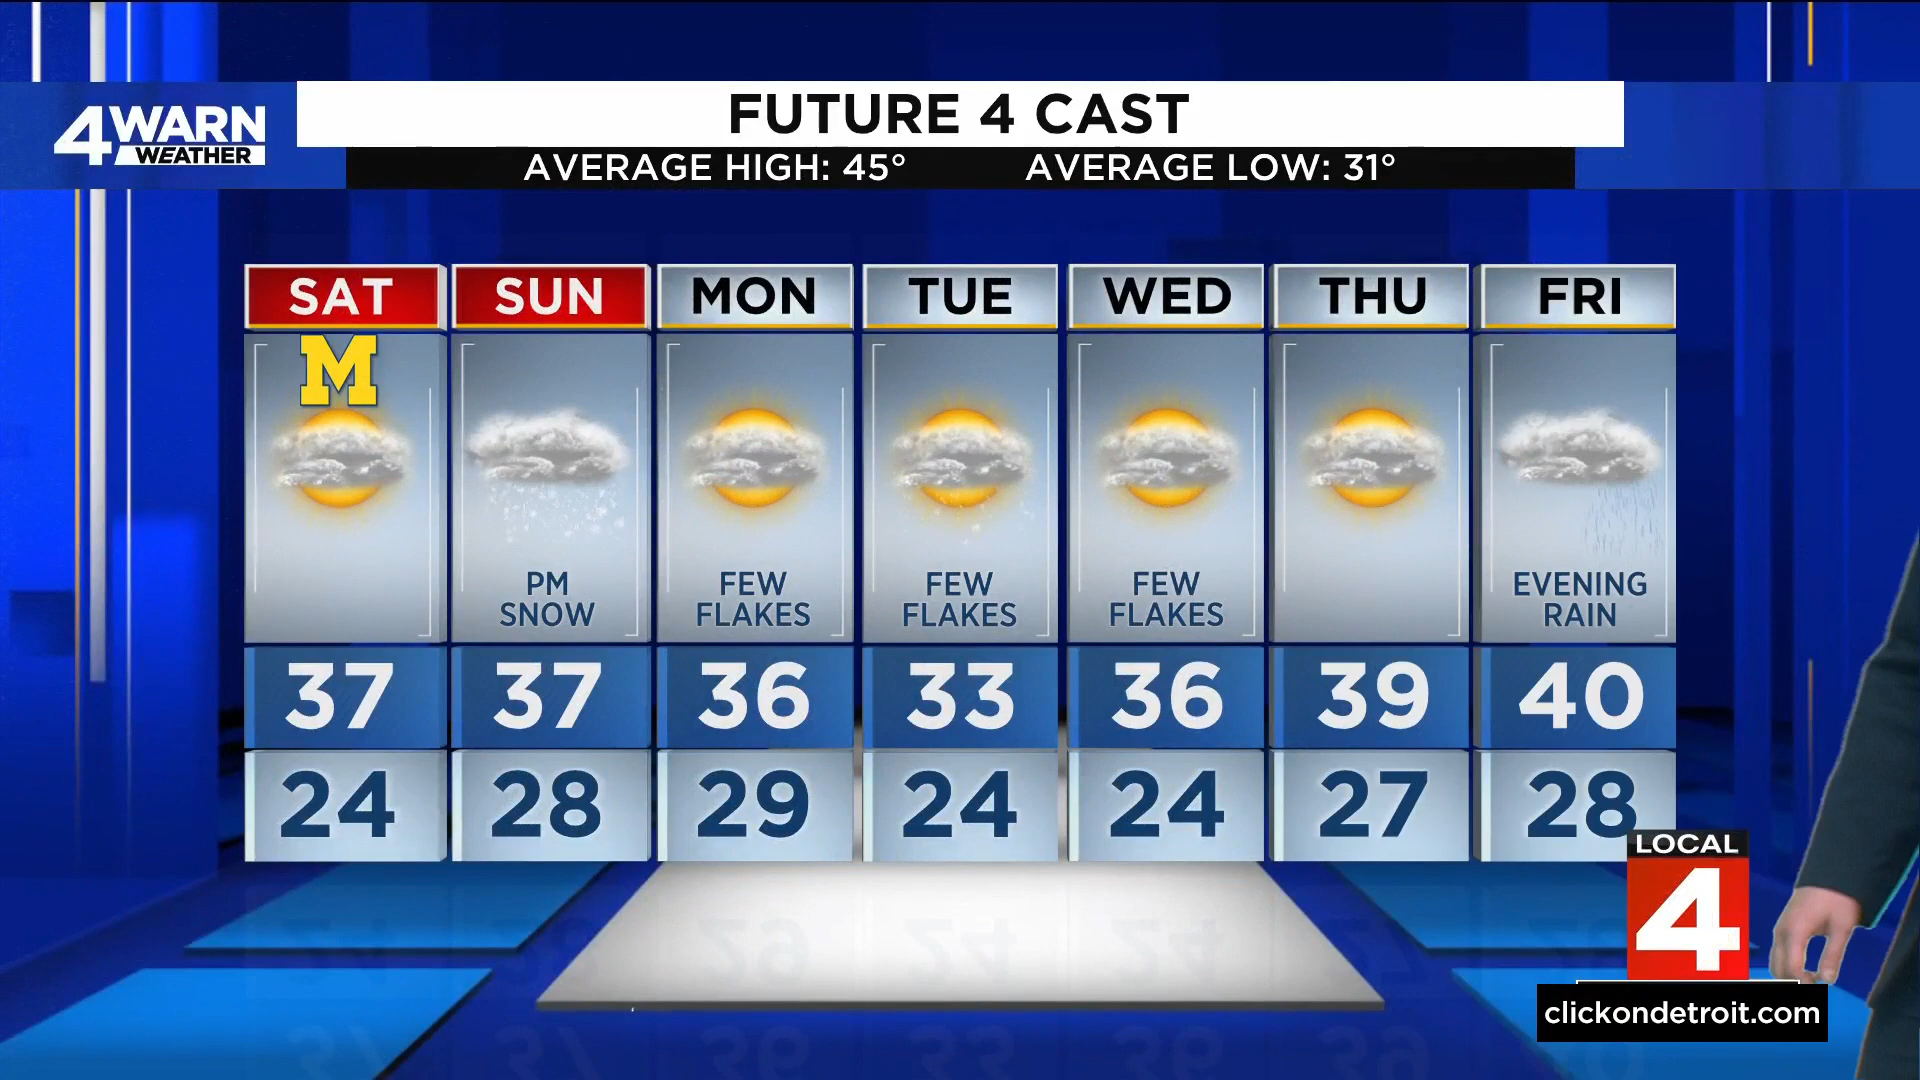 4WARN
WEATHER
FUTURE 4 CAST
AVERAGE HIGH: 45° AVERAGE LOW: 31°
SAT SUN MON TUE WED THU FRI
M
PM
SNOW
FEW
FLAKES
FEW
FLAKES
FEW
FLAKES
EVENING
RAIN
37 37 36 33 36 39 40
24 28 29 24 24 27 28
LOCAL
4
clickondetroit.com